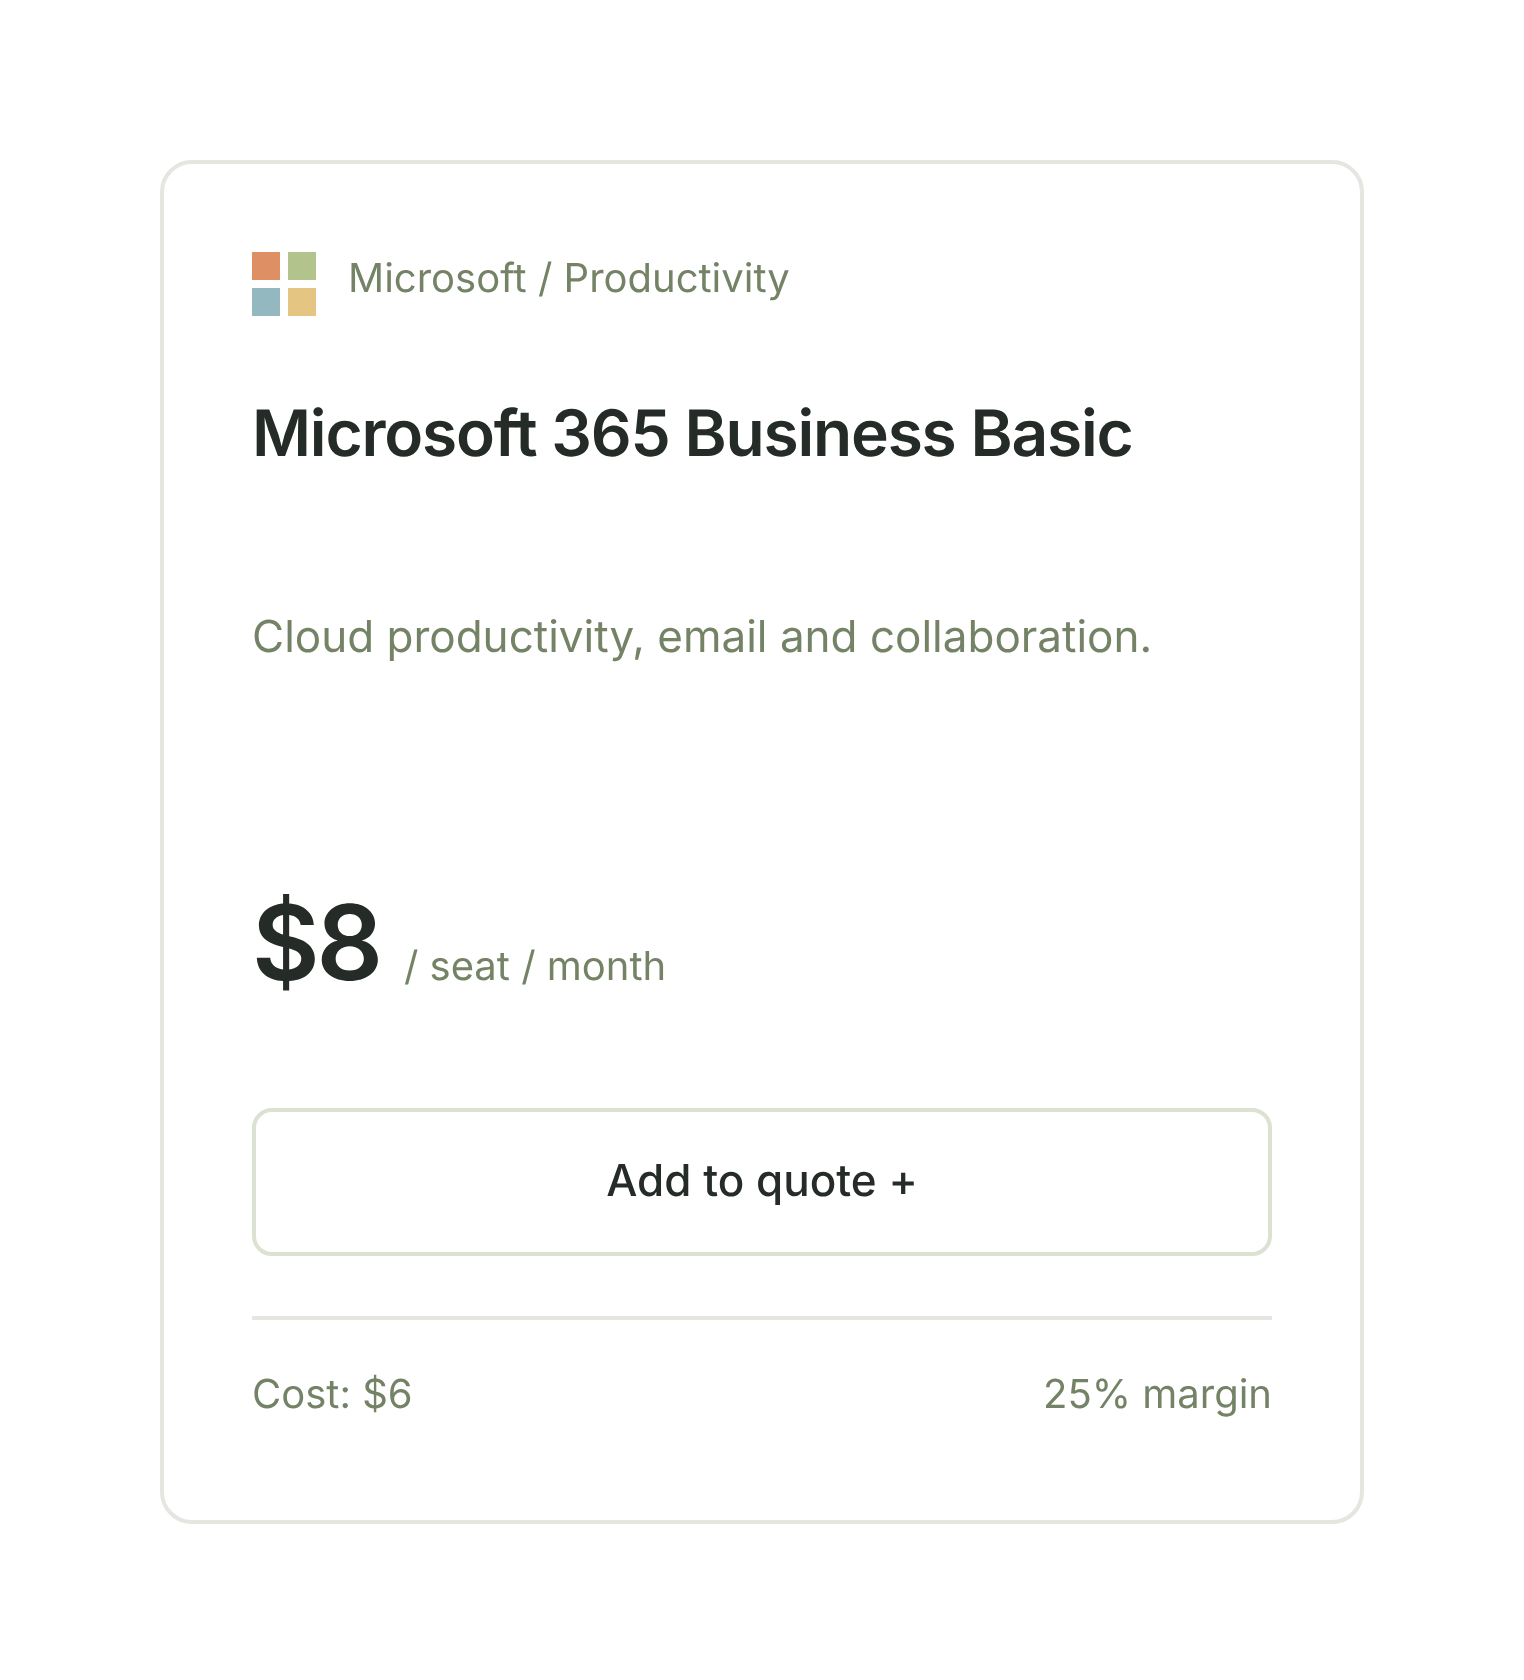 Microsoft / Productivity
Microsoft 365 Business Basic
Cloud productivity, email and collaboration.
$8 / seat / month
Add to quote +
Cost: $6
25% margin